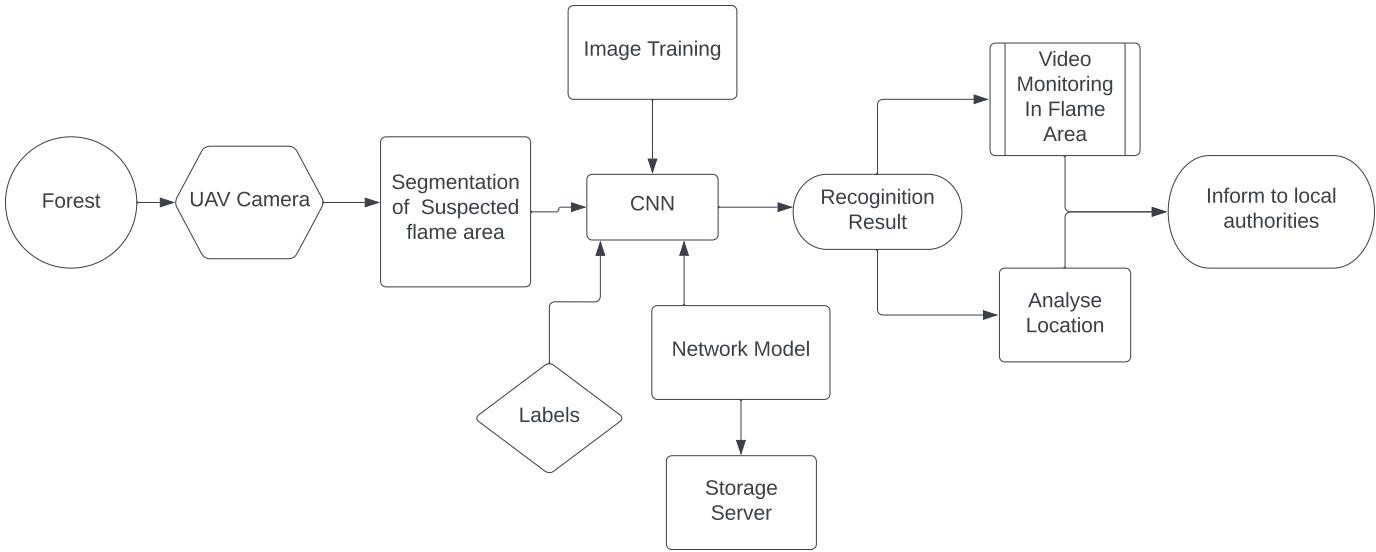 Image Training
Video
Monitoring
In Flame
Area
Forest
UAV Camera
Segmentation
of Suspected
flame area
CNN
Recoginition
Result
Inform to local
authorities
Analyse
Location
Network Model
Labels
Storage
Server